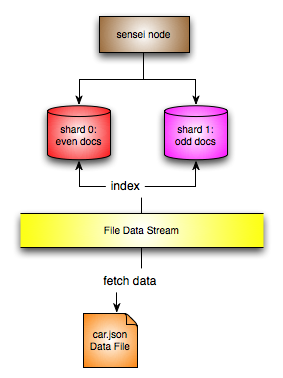 sensei node
shard 0:
even docs
shard 1:
odd docs
index
File Data Stream
fetch data
car.json
Data File